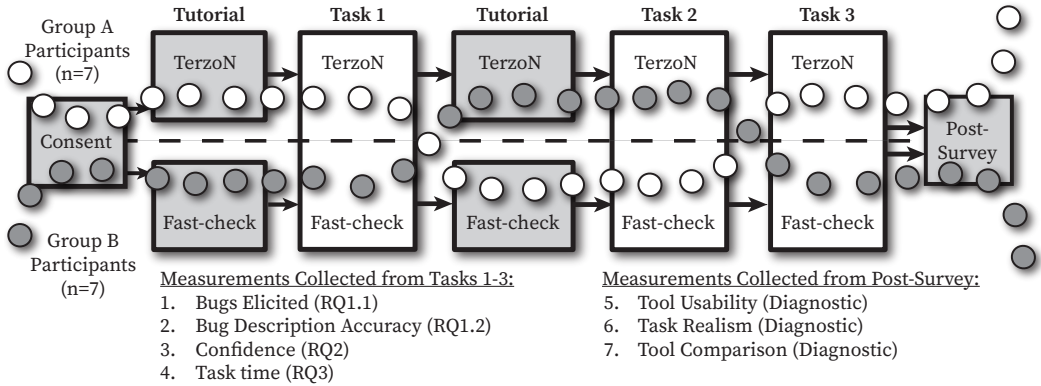 Group A
Participants
(n=7)
Tutorial
Task 1
Tutorial
Task 2
Task 3
TerzoN
TerzoN
TerzoN
TerzoN
TerzoN
Consent
Post-
Survey
Fast-check
Fast-check
Fast-check
Fast-check
Fast-check
Group B
Participants
(n=7)
Measurements Collected from Tasks 1-3:
1. Bugs Elicited (RQ1.1)
2. Bug Description Accuracy (RQ1.2)
3. Confidence (RQ2)
4. Task time (RQ3)
Measurements Collected from Post-Survey:
5. Tool Usability (Diagnostic)
6. Task Realism (Diagnostic)
7. Tool Comparison (Diagnostic)